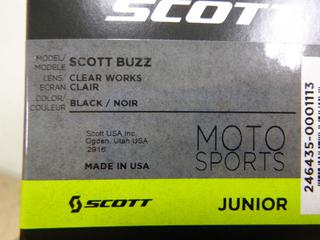 SCOTT
MODEL/
MODÈLE
SCOTT BUZZ
LENS/
ECRAN
CLEAR WORKS
CLAIR
COLOR/
COULEUR
BLACK / NOIR
Scott USA Inc.
Ogden, Utah USA
2916
MADE IN USA
MOTO
SPORTS
SCOTT
JUNIOR
246435-0001113